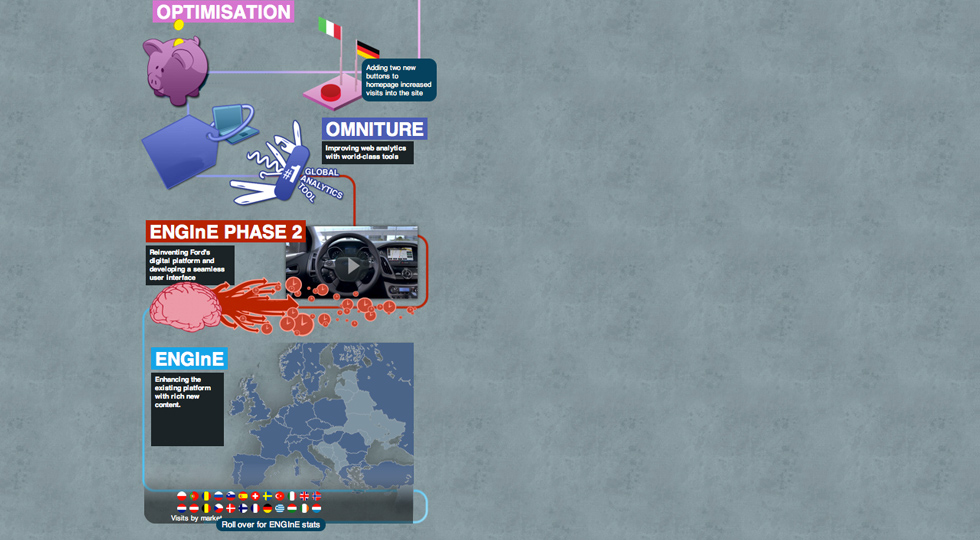 OPTIMISATION
Adding two new
buttons to
homepage increased
visits into the site
OMNITURE
Improving web analytics
with world-class tools
#1
GLOBAL
ANALYTICS
TOOL
ENGInE PHASE 2
Reinventing Ford's
digital platform and
developing a seamless
user interface
ENGInE
Enhancing the
existing platform
with rich new
content.
Visits by market
Roll over for ENGInE stats